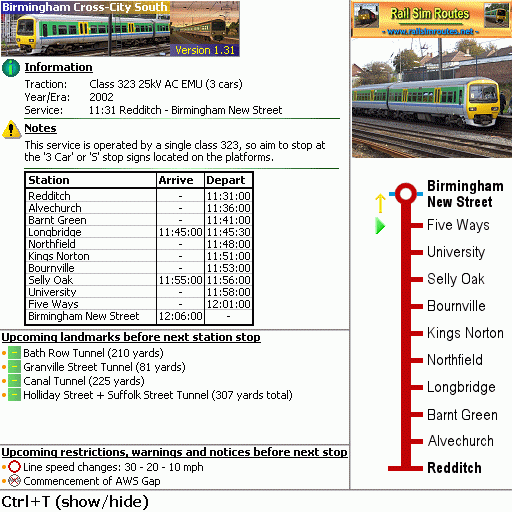 Birmingham Cross-City South
Version 1.31
Rail Sim Routes
- www.railsimroutes.net -
Information
Traction: Class 323 25kV AC EMU (3 cars)
Year/Era: 2002
Service: 11:31 Redditch - Birmingham New Street
Notes
This service is operated by a single class 323, so aim to stop at
the '3 Car' or 'S' stop signs located on the platforms.
Station Arrive Depart
Redditch - 11:31:00
Alvechurch - 11:36:00
Barnt Green - 11:41:00
Longbridge 11:45:00 11:45:30
Northfield - 11:48:00
Kings Norton - 11:51:00
Bournville - 11:53:00
Selly Oak 11:55:00 11:56:00
University - 11:58:00
Five Ways - 12:01:00
Birmingham New Street 12:06:00 -
Upcoming landmarks before next station stop
Bath Row Tunnel (210 yards)
Granville Street Tunnel (81 yards)
Canal Tunnel (225 yards)
Holliday Street + Suffolk Street Tunnel (307 yards total)
Upcoming restrictions, warnings and notices before next stop
Line speed changes: 30 - 20 - 10 mph
Commencement of AWS Gap
Ctrl+T (show/hide)
Birmingham
New Street
Five Ways
University
Selly Oak
Bournville
Kings Norton
Northfield
Longbridge
Barnt Green
Alvechurch
Redditch